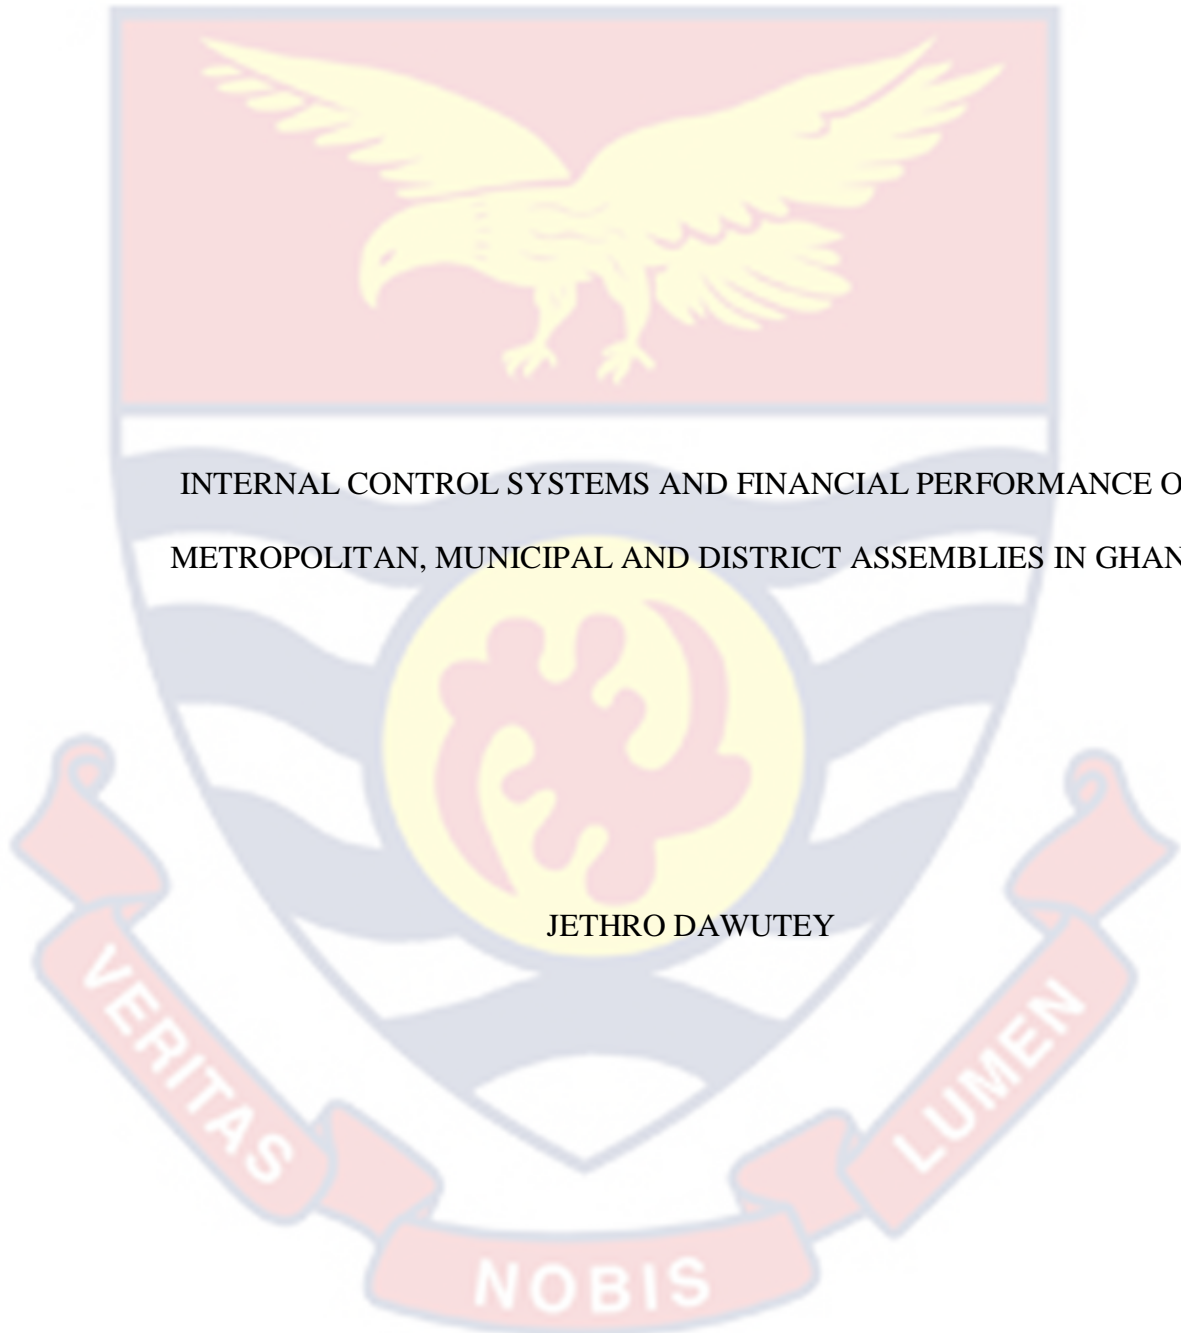 INTERNAL CONTROL SYSTEMS AND FINANCIAL PERFORMANCE O
METROPOLITAN, MUNICIPAL AND DISTRICT ASSEMBLIES IN GHAN
JETHRO DAWUTEY
VERITAS
NOBIS
LUMEN